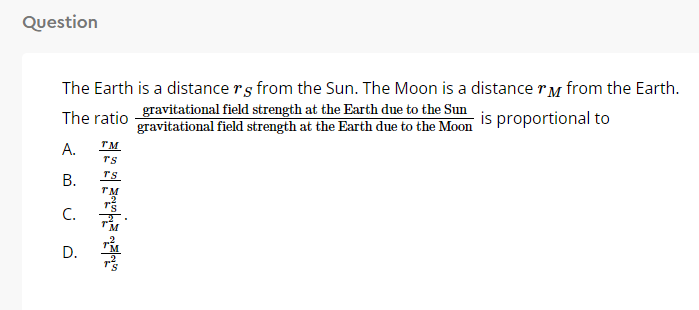 Question
The Earth is a distance r_S from the Sun. The Moon is a distance r_M from the Earth.
The ratio \frac{gravitational field strength at the Earth due to the Sun}{gravitational field strength at the Earth due to the Moon} is proportional to
A. \frac{r_M}{r_S}
B. \frac{r_S}{r_M}
C. \frac{r_S^2}{r_M^2}.
D. \frac{r_M^2}{r_S^2}